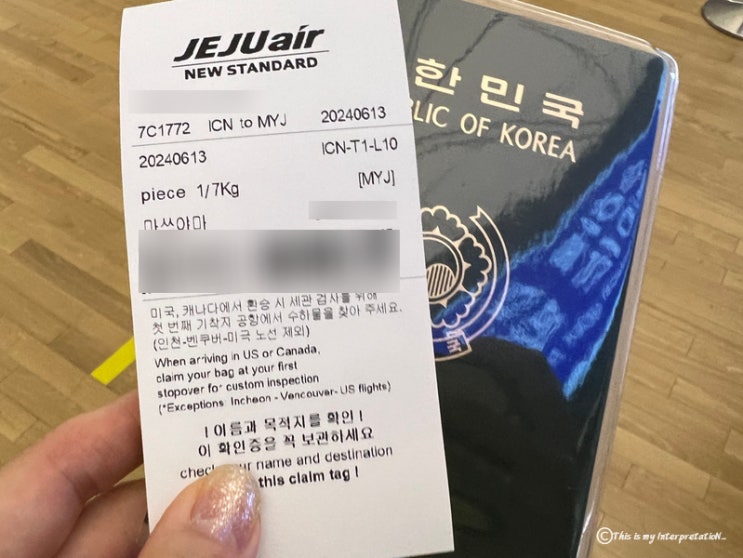 JEJUair
NEW STANDARD
7C1772 ICN to MYJ 20240613
20240613 ICN-T1-L10
piece 1/7Kg [MYJ]
마쓰야마
미국, 캐나다에서 환승 시 세관 검사를 위해
첫 번째 기착지 공항에서 수하물을 찾아 주세요.
(인천-벤쿠버-미국 노선 제외)
When arriving in US or Canada,
claim your bag at your first
stopover for custom inspection
(*Exceptions: Incheon - Vancouver- US flights)
! 이름과 목적지를 확인 !
이 확인증을 꼭 보관하세요
name and destination
this claim tag !
한민국
OF KOREA
©This is my InterpretatioN...